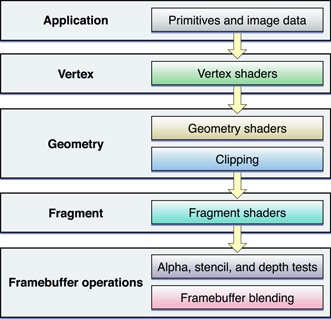 Application
Primitives and image data
Vertex
Vertex shaders
Geometry
Geometry shaders
Clipping
Fragment
Fragment shaders
Framebuffer operations
Alpha, stencil, and depth tests
Framebuffer blending